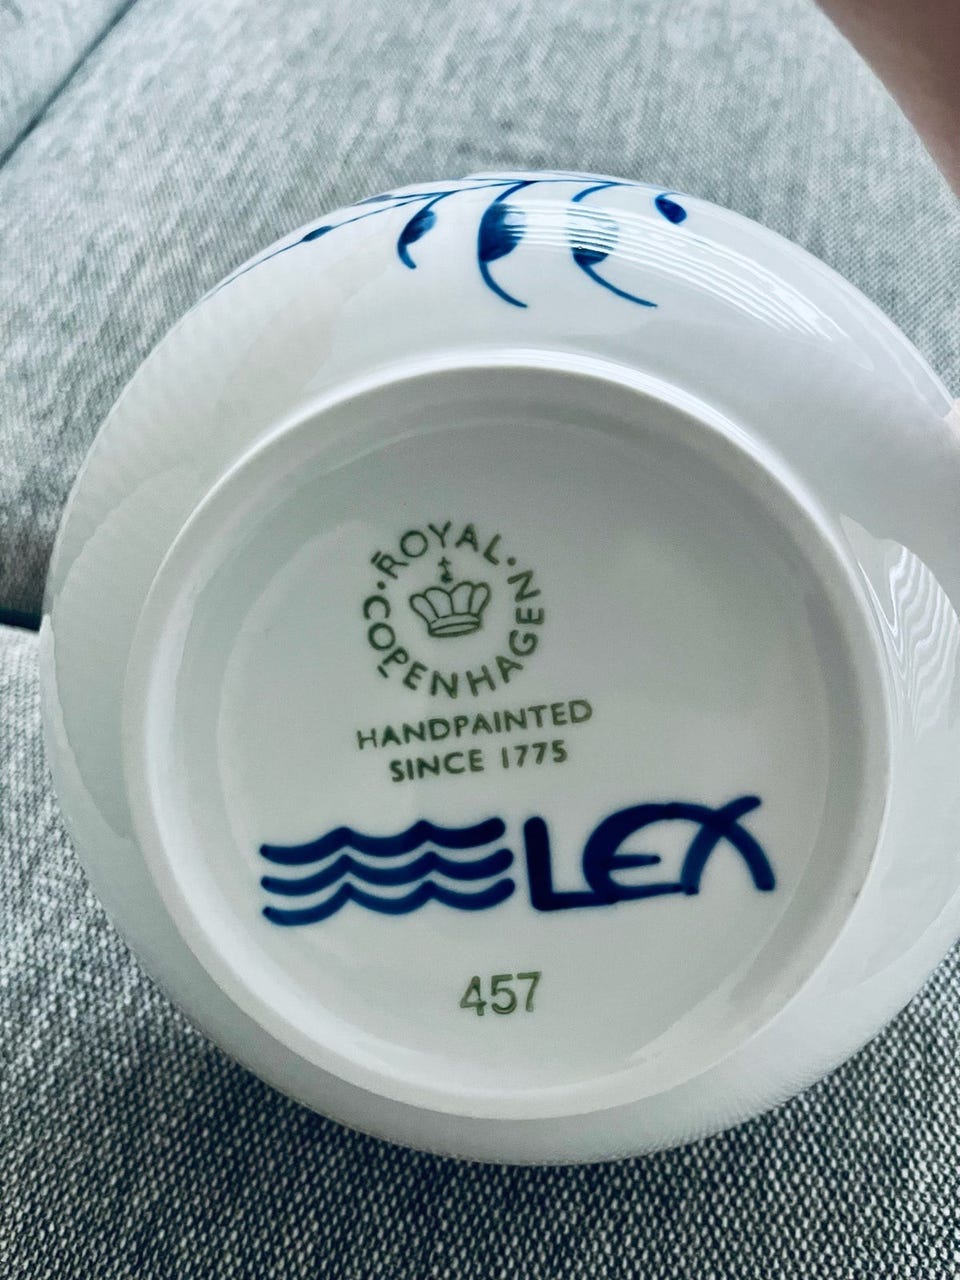 ROYAL · COPENHAGEN ·
HANDPAINTED
SINCE 1775
LEX
457